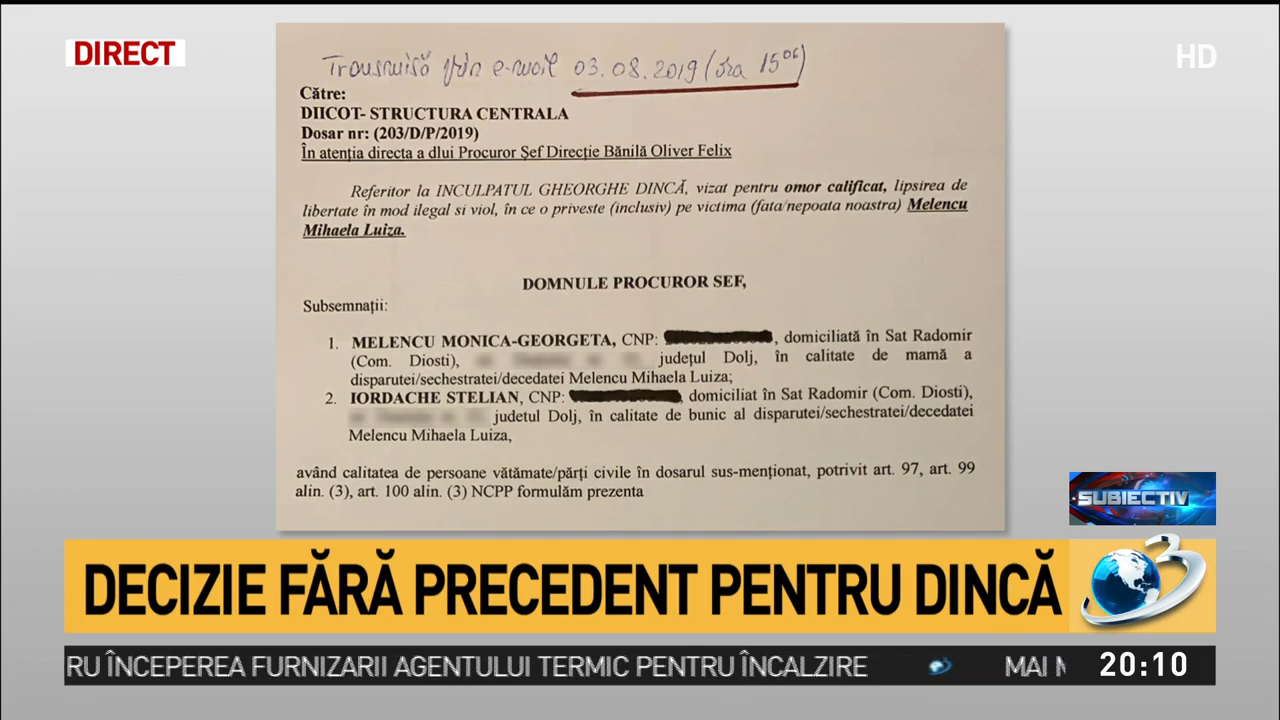 DIRECT
HD
Transmisă prin e-mail 03.08.2019 (ora 15 06)
Către:
DIICOT- STRUCTURA CENTRALA
Dosar nr: (203/D/P/2019)
În atenția directa a dlui Procuror Şef Direcție Bănilă Oliver Felix
Referitor la INCULPATUL GHEORGHE DINCĂ, vizat pentru omor calificat, lipsirea de
libertate în mod ilegal si viol, în ce o priveste (inclusiv) pe victima (fata/nepoata noastra) Melencu
Mihaela Luiza.
DOMNULE PROCUROR SEF,
Subsemnații:
1. MELENCU MONICA-GEORGETA, CNP: , domiciliată în Sat Radomir
(Com. Diosti), județul Dolj, în calitate de mamă a
disparutei/sechestratei/decedatei Melencu Mihaela Luiza;
2. IORDACHE STELIAN, CNP: , domiciliat în Sat Radomir (Com. Diosti),
judetul Dolj, în calitate de bunic al disparutei/sechestratei/decedatei
Melencu Mihaela Luiza,
având calitatea de persoane vătămate/părți civile în dosarul sus-menționat, potrivit art. 97, art. 99
alin. (3), art. 100 alin. (3) NCPP formulăm prezenta
SUBIECTIV
DECIZIE FĂRĂ PRECEDENT PENTRU DINCĂ
3
RU ÎNCEPEREA FURNIZARII AGENTULUI TERMIC PENTRU ÎNCALZIRE
MAI
20:10